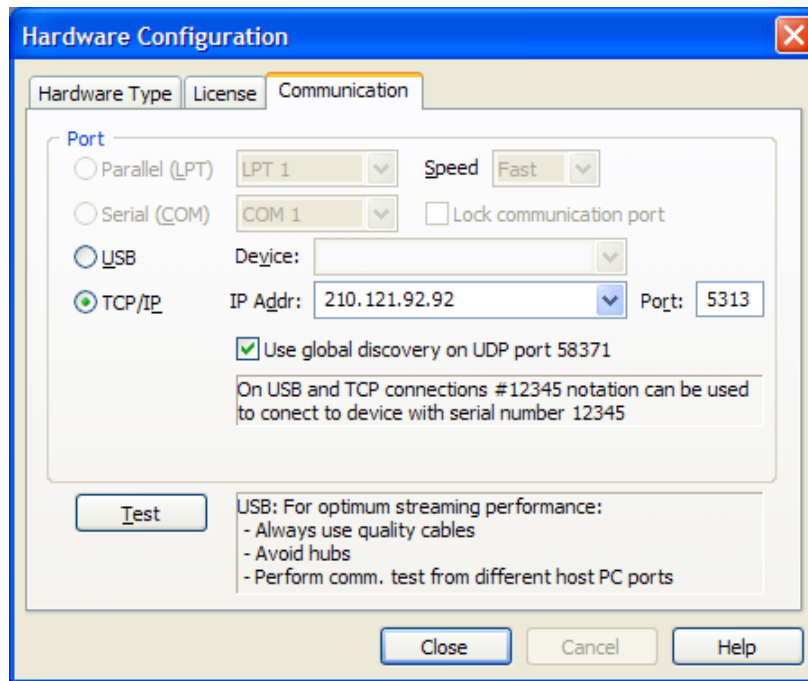 Hardware Configuration
Hardware Type License Communication
Port
Parallel (LPT) LPT 1 Speed Fast
Serial (COM) COM 1 Lock communication port
USB Device:
TCP/IP IP Addr: 210.121.92.92 Port: 5313
Use global discovery on UDP port 58371
On USB and TCP connections #12345 notation can be used
to conect to device with serial number 12345
Test
USB: For optimum streaming performance:
- Always use quality cables
- Avoid hubs
- Perform comm. test from different host PC ports
Close Cancel Help